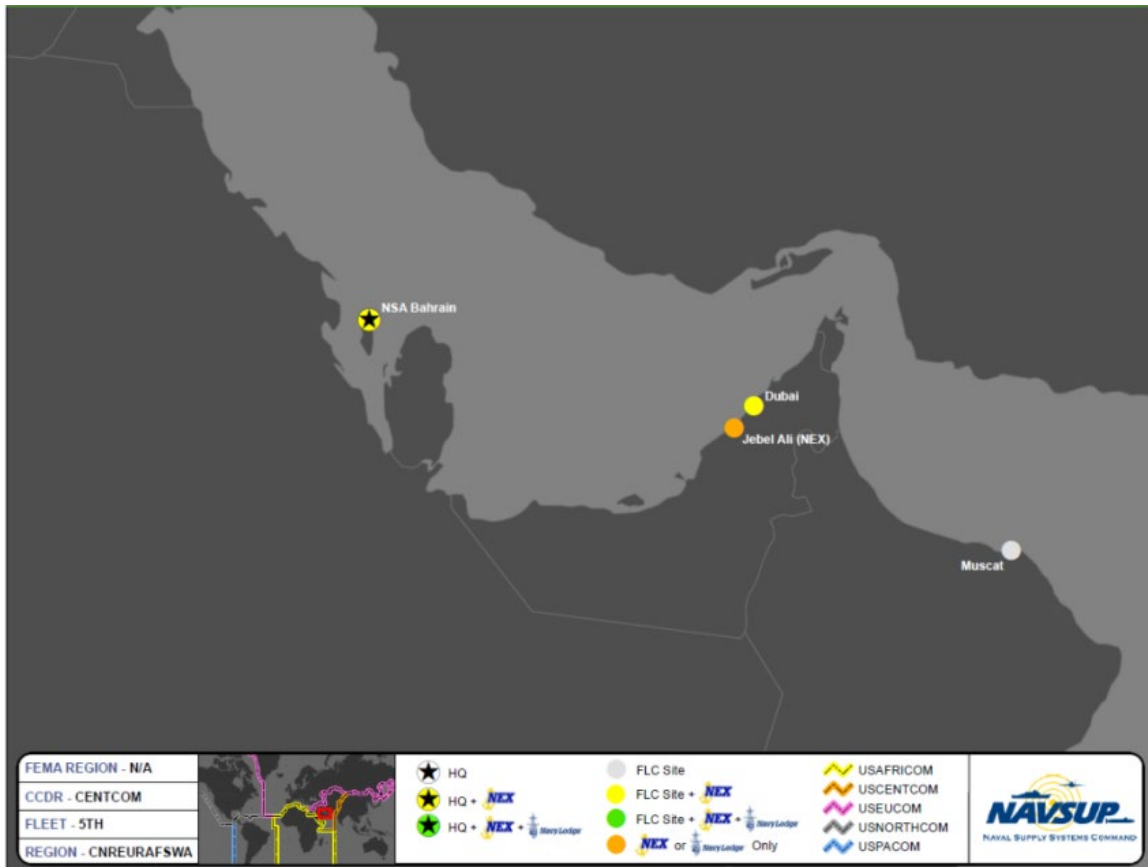 NSA Bahrain
Dubai
Jebel Ali (NEX)
Muscat
FEMA REGION - N/A
CCDR - CENTCOM
FLEET - 5TH
REGION - CNREURAFSWA
HQ
HQ + NEX
HQ + NEX + Navy Lodge
FLC Site
FLC Site + NEX
FLC Site + NEX + Navy Lodge
NEX or Navy Lodge Only
USAFRICOM
USCENTCOM
USEUCOM
USNORTHCOM
USPACOM
NAVSUP
NAVAL SUPPLY SYSTEMS COMMAND